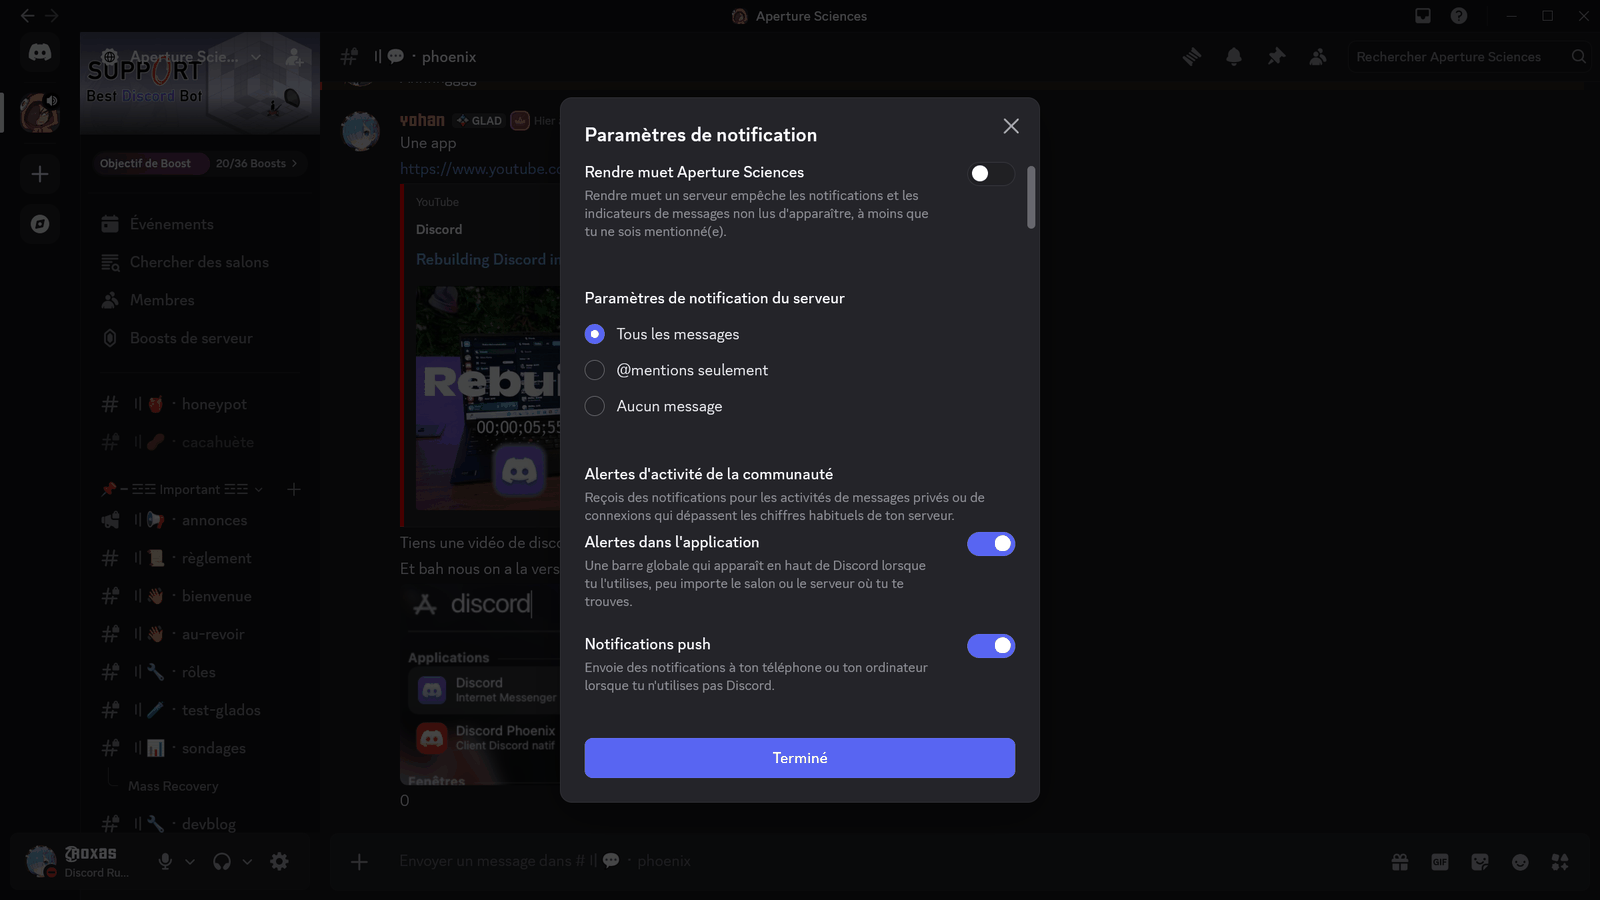 Aperture Sciences
Aperture Scie...
SUPPORT
Best Discord Bot
Objectif de Boost
20/36 Boosts
Événements
Chercher des salons
Membres
Boosts de serveur
honeypot
cacahuète
Important
annonces
règlement
bienvenue
au-revoir
rôles
test-glados
sondages
Mass Recovery
devblog
Roxas
Discord Ru...
phoenix
Rechercher Aperture Sciences
yohan GLAD Hier
Une app
https://www.youtube.co
YouTube
Discord
Rebuilding Discord in
Rebui
00;00;05;55
Tiens une vidéo de disco
Et bah nous on a la vers
discord
Applications
Discord
Internet Messenger
Discord Phoenix
Client Discord natif
Fenêtres
0
Envoyer un message dans # 💬・phoenix
GIF
Paramètres de notification
Rendre muet Aperture Sciences
Rendre muet un serveur empêche les notifications et les
indicateurs de messages non lus d'apparaître, à moins que
tu ne sois mentionné(e).
Paramètres de notification du serveur
Tous les messages
@mentions seulement
Aucun message
Alertes d'activité de la communauté
Reçois des notifications pour les activités de messages privés ou de
connexions qui dépassent les chiffres habituels de ton serveur.
Alertes dans l'application
Une barre globale qui apparaît en haut de Discord lorsque
tu l'utilises, peu importe le salon ou le serveur où tu te
trouves.
Notifications push
Envoie des notifications à ton téléphone ou ton ordinateur
lorsque tu n'utilises pas Discord.
Terminé